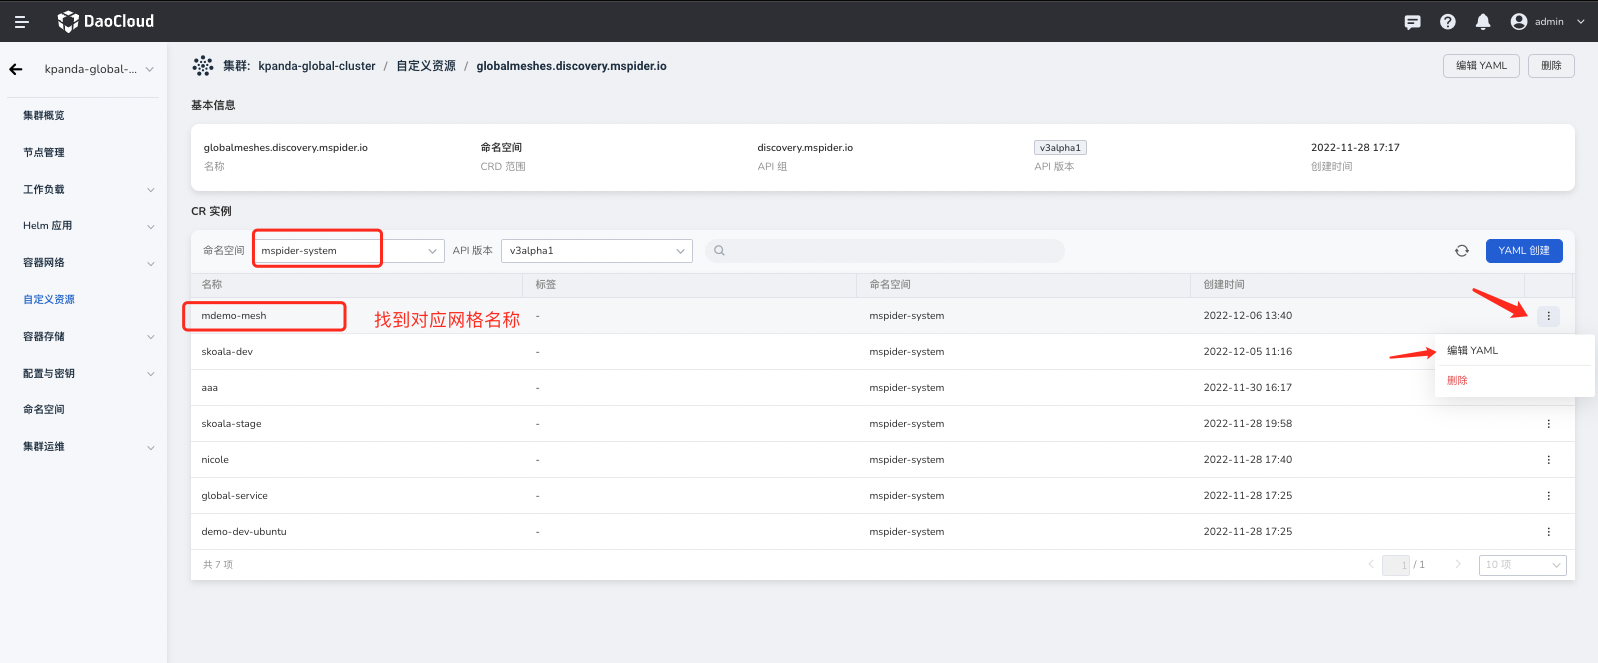 DaoCloud
admin
kpanda-global-...
集群概览
节点管理
工作负载
Helm 应用
容器网络
自定义资源
容器存储
配置与密钥
命名空间
集群运维
集群: kpanda-global-cluster / 自定义资源 / globalmeshes.discovery.mspider.io
编辑 YAML
删除
基本信息
globalmeshes.discovery.mspider.io
名称
命名空间
CRD 范围
discovery.mspider.io
API 组
v3alpha1
API 版本
2022-11-28 17:17
创建时间
CR 实例
命名空间 mspider-system API 版本 v3alpha1
YAML 创建
名称 标签 命名空间 创建时间
mdemo-mesh 找到对应网格名称 - mspider-system 2022-12-06 13:40
skoala-dev - mspider-system 2022-12-05 11:16
编辑 YAML
删除
aaa - mspider-system 2022-11-30 16:17
skoala-stage - mspider-system 2022-11-28 19:58
nicole - mspider-system 2022-11-28 17:40
global-service - mspider-system 2022-11-28 17:25
demo-dev-ubuntu - mspider-system 2022-11-28 17:25
共 7 项
1 / 1
10 项